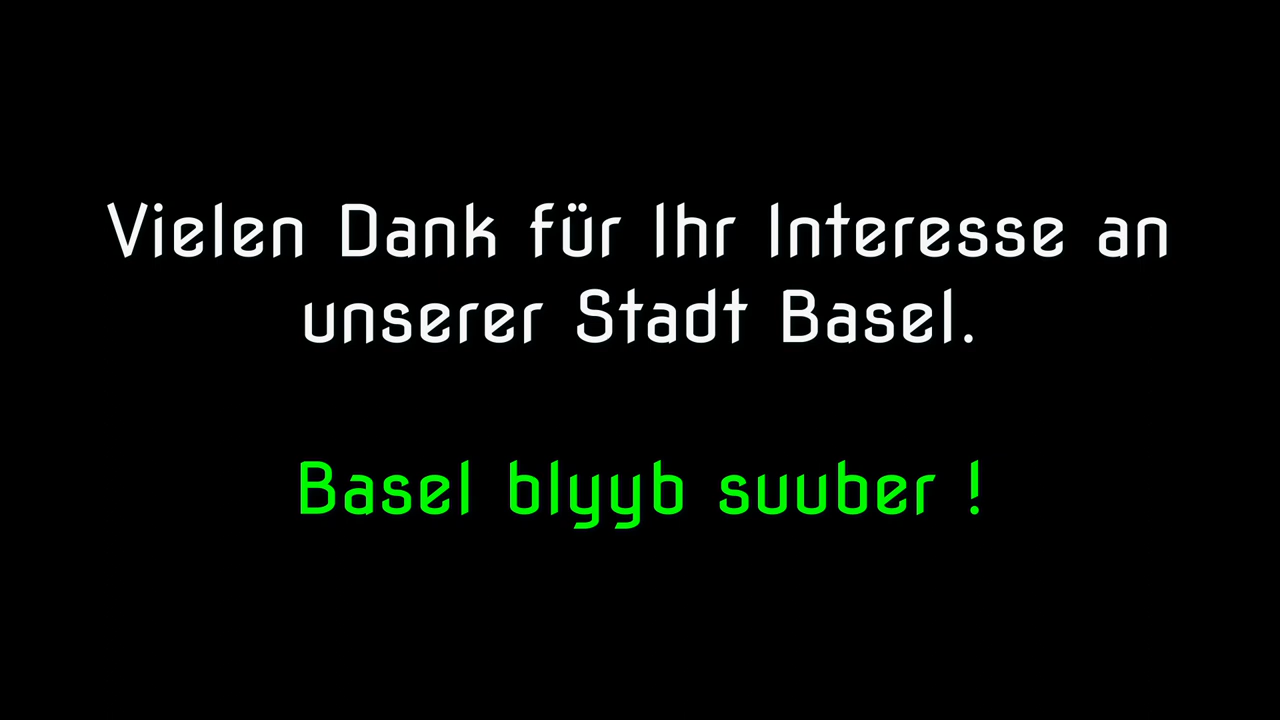 Vielen Dank für Ihr Interesse an
unserer Stadt Basel.
Basel blyyb suuber !